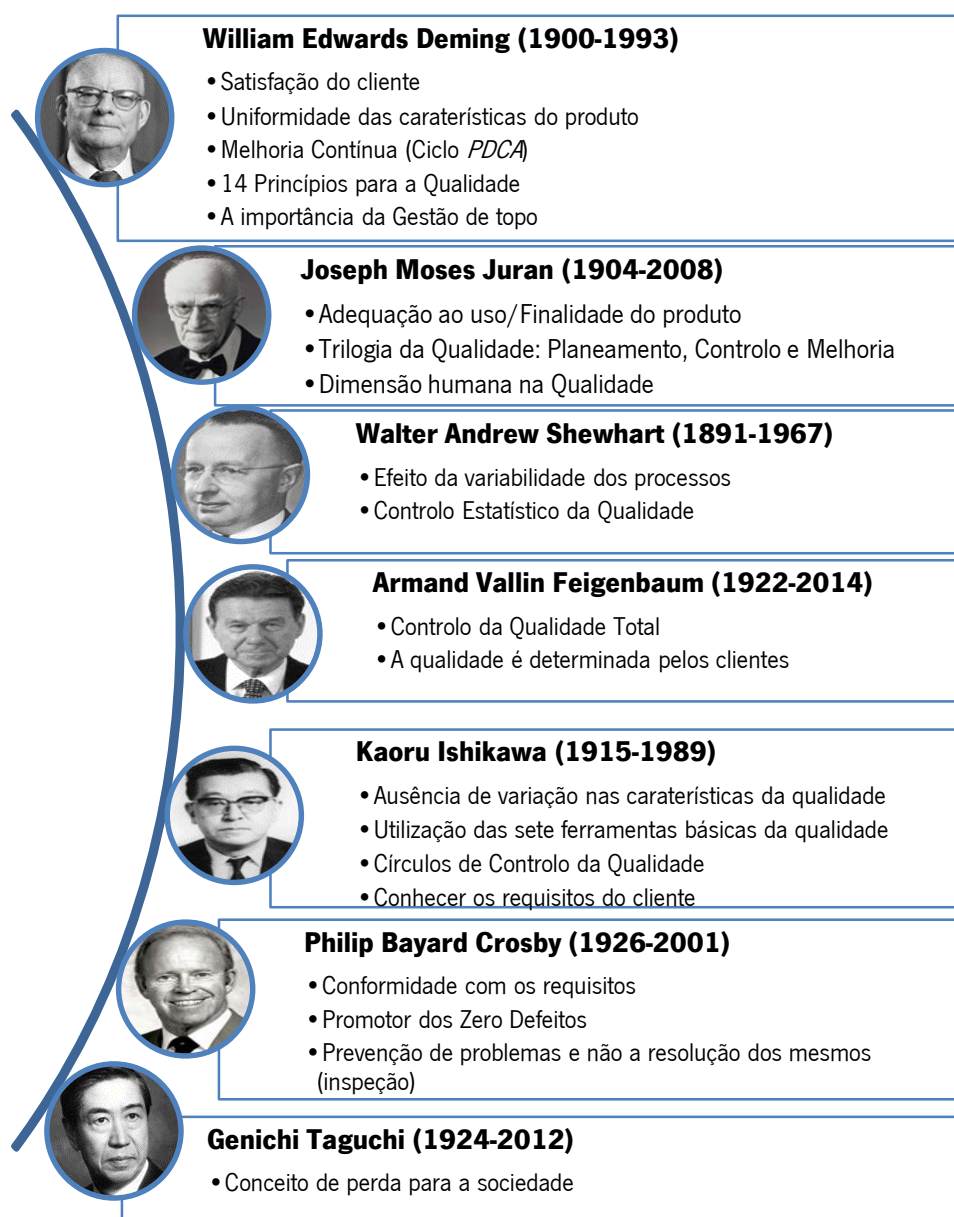 William Edwards Deming (1900-1993)
•Satisfação do cliente
•Uniformidade das caraterísticas do produto
•Melhoria Contínua (Ciclo PDCA)
•14 Princípios para a Qualidade
•A importância da Gestão de topo
Joseph Moses Juran (1904-2008)
•Adequação ao uso/Finalidade do produto
•Trilogia da Qualidade: Planeamento, Controlo e Melhoria
•Dimensão humana na Qualidade
Walter Andrew Shewhart (1891-1967)
•Efeito da variabilidade dos processos
•Controlo Estatístico da Qualidade
Armand Vallin Feigenbaum (1922-2014)
•Controlo da Qualidade Total
•A qualidade é determinada pelos clientes
Kaoru Ishikawa (1915-1989)
•Ausência de variação nas caraterísticas da qualidade
•Utilização das sete ferramentas básicas da qualidade
•Círculos de Controlo da Qualidade
•Conhecer os requisitos do cliente
Philip Bayard Crosby (1926-2001)
•Conformidade com os requisitos
•Promotor dos Zero Defeitos
•Prevenção de problemas e não a resolução dos mesmos
(inspeção)
Genichi Taguchi (1924-2012)
•Conceito de perda para a sociedade